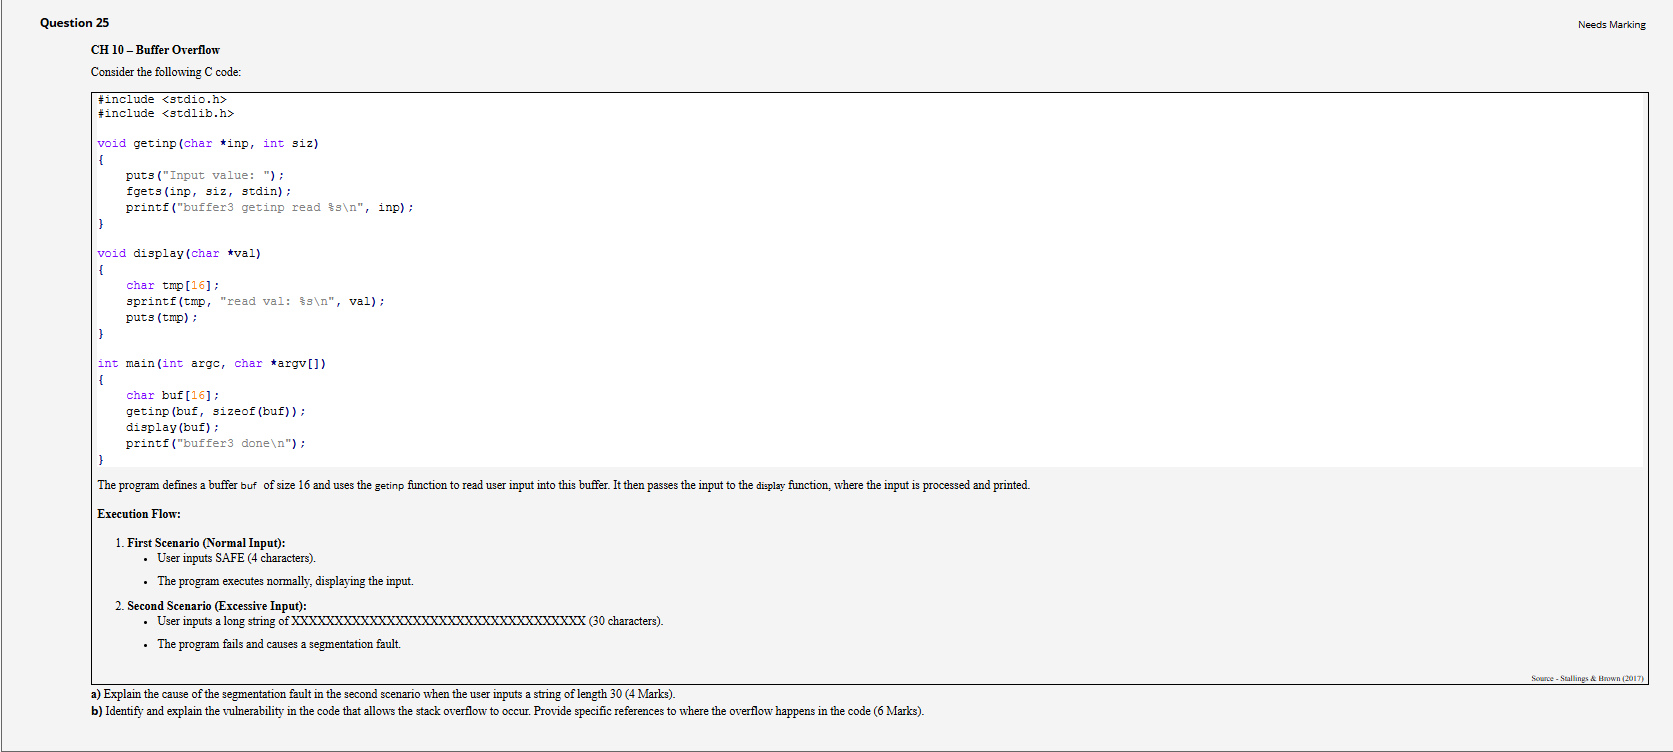 Question 25
Needs Marking
CH 10 – Buffer Overflow
Consider the following C code:
#include <stdio.h>
#include <stdlib.h>
void getinp(char *inp, int siz)
{
puts("Input value: ");
fgets(inp, siz, stdin);
printf("buffer3 getinp read %s\n", inp);
}
void display(char *val)
{
char tmp[16];
sprintf(tmp, "read val: %s\n", val);
puts(tmp);
}
int main(int argc, char *argv[])
{
char buf[16];
getinp(buf, sizeof(buf));
display(buf);
printf("buffer3 done\n");
}
The program defines a buffer buf of size 16 and uses the getinp function to read user input into this buffer. It then passes the input to the display function, where the input is processed and printed.
Execution Flow:
1. First Scenario (Normal Input):
• User inputs SAFE (4 characters).
• The program executes normally, displaying the input.
2. Second Scenario (Excessive Input):
• User inputs a long string of XXXXXXXXXXXXXXXXXXXXXXXXXXXXXXXXXX (30 characters).
• The program fails and causes a segmentation fault.
Source - Stallings & Brown (2017)
a) Explain the cause of the segmentation fault in the second scenario when the user inputs a string of length 30 (4 Marks).
b) Identify and explain the vulnerability in the code that allows the stack overflow to occur. Provide specific references to where the overflow happens in the code (6 Marks).